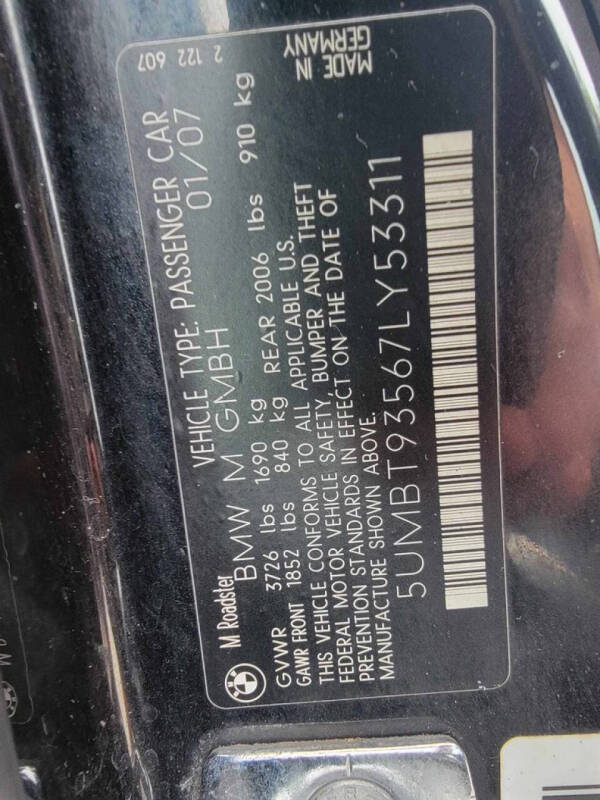 2 122 607
MADE IN
GERMANY
VEHICLE TYPE: PASSENGER CAR
M Roadster
01/07
BMW M GMBH
GVWR 3726 lbs 1690 kg REAR 2006 lbs 910 kg
GAWR FRONT 1852 lbs 840 kg
THIS VEHICLE CONFORMS TO ALL APPLICABLE U.S.
FEDERAL MOTOR VEHICLE SAFETY, BUMPER AND THEFT
PREVENTION STANDARDS IN EFFECT ON THE DATE OF
MANUFACTURE SHOWN ABOVE.
5UMBT93567LY53311